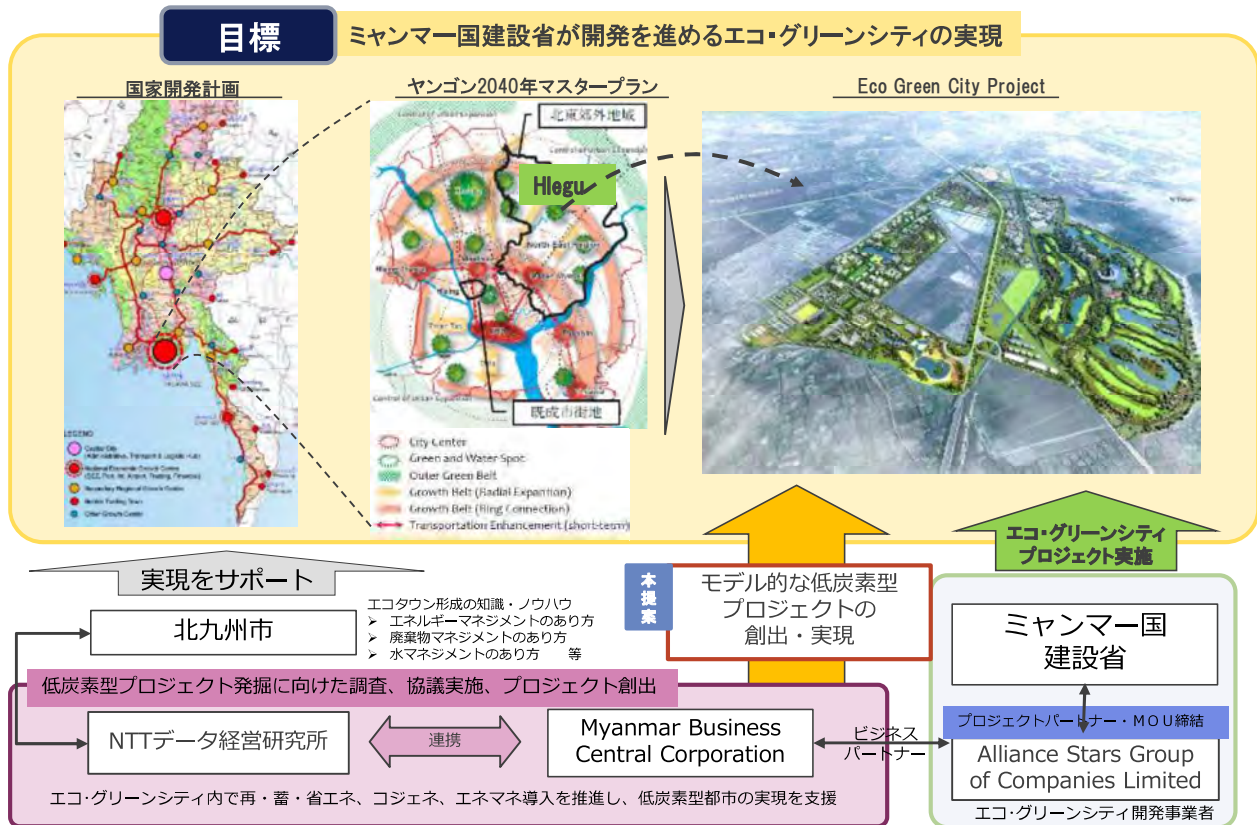 目標
ミャンマー国建設省が開発を進めるエコ・グリーンシティの実現
国家開発計画
ヤンゴン2040年マスタープラン
Eco Green City Project
北東郊外地域
Hlegu
既成市街地
LEGEND
Capital City
National Economic Growth Centre
Secondary Regional Growth Centre
Border Trading Town
Other Growth Center
City Center
Green and Water Spot
Outer Green Belt
Growth Belt (Radial Expantion)
Growth Belt (Ring Connection)
Transportation Enhancement (short-term)
実現をサポート
北九州市
エコタウン形成の知識・ノウハウ
➢ エネルギーマネジメントのあり方
➢ 廃棄物マネジメントのあり方
➢ 水マネジメントのあり方 等
本提案
モデル的な低炭素型
プロジェクトの
創出・実現
エコ・グリーンシティ
プロジェクト実施
ミャンマー国
建設省
プロジェクトパートナー・MOU締結
Alliance Stars Group
of Companies Limited
エコ・グリーンシティ開発事業者
低炭素型プロジェクト発掘に向けた調査、協議実施、プロジェクト創出
NTTデータ経営研究所
連携
Myanmar Business
Central Corporation
ビジネス
パートナー
エコ・グリーンシティ内で再・蓄・省エネ、コジェネ、エネマネ導入を推進し、低炭素型都市の実現を支援